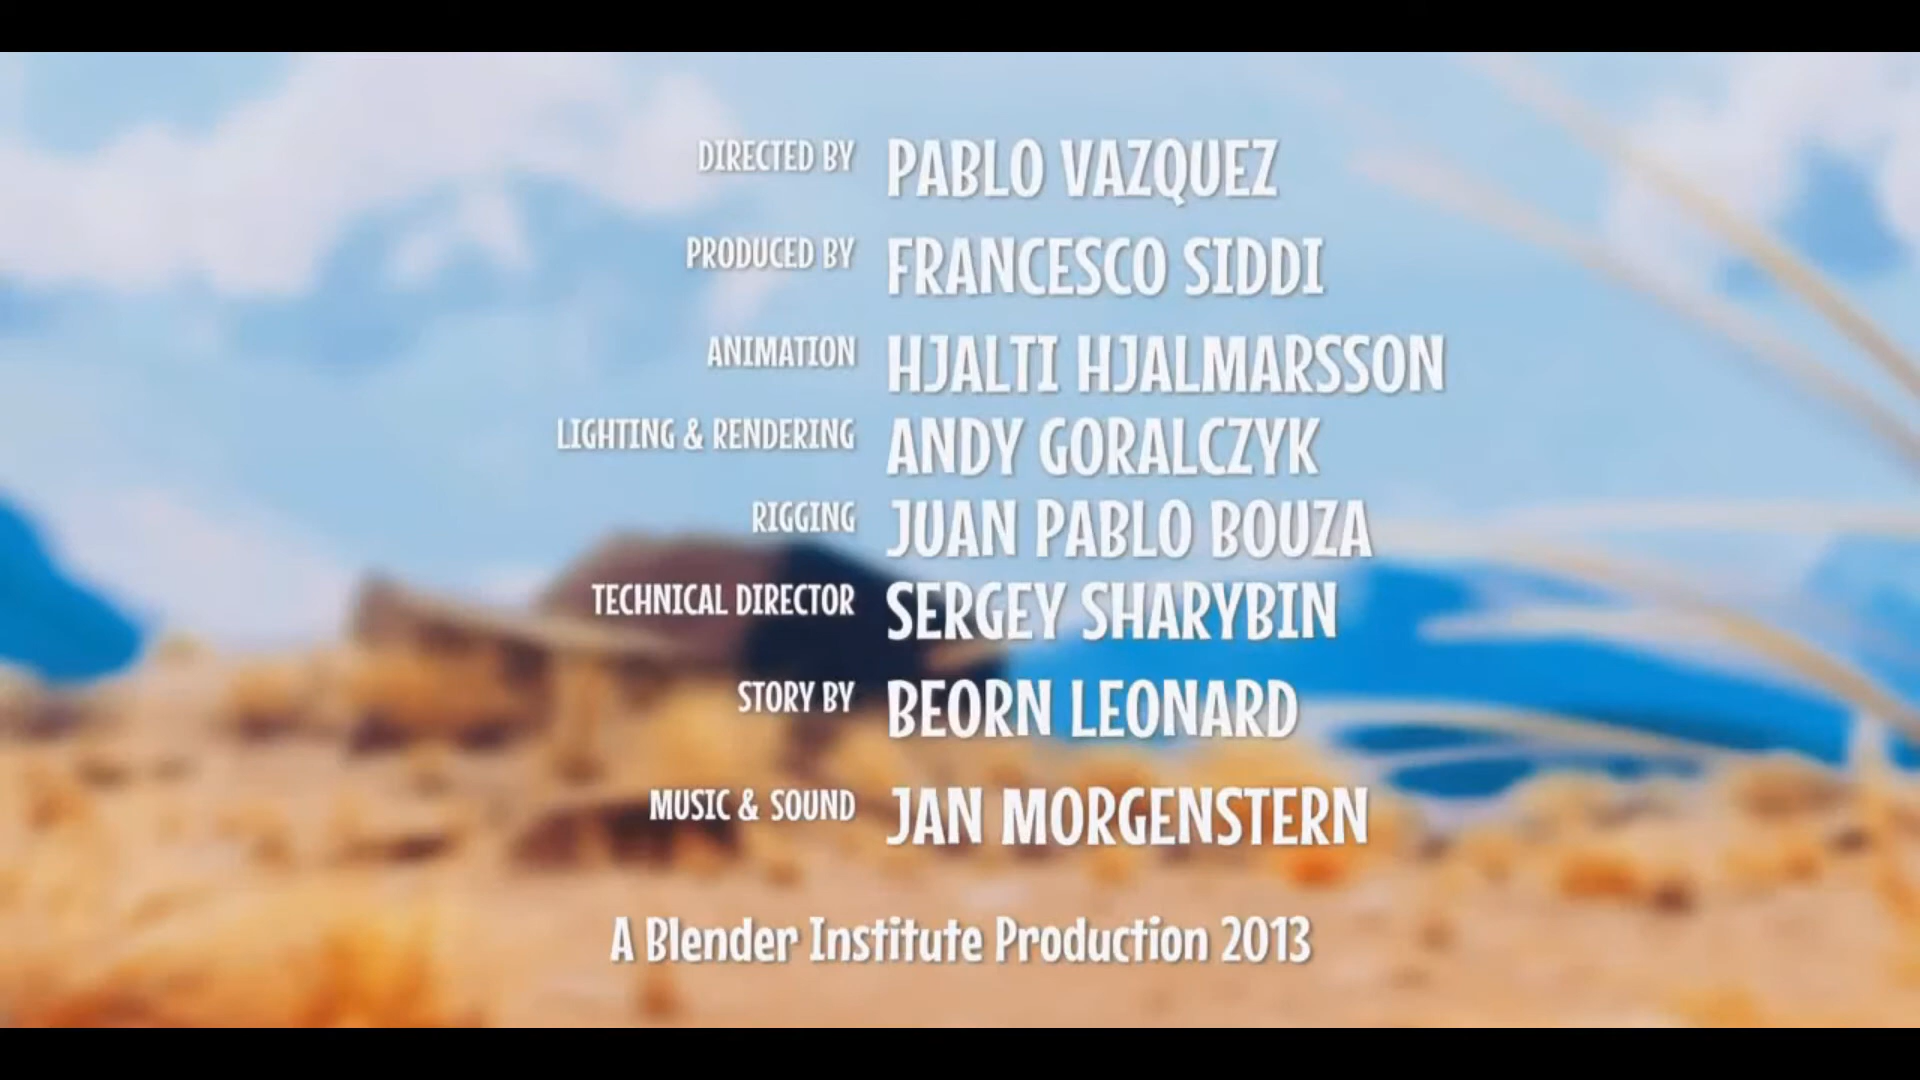 DIRECTED BY PABLO VAZQUEZ
PRODUCED BY FRANCESCO SIDDI
ANIMATION HJALTI HJALMARSSON
LIGHTING & RENDERING ANDY GORALCZYK
RIGGING JUAN PABLO BOUZA
TECHNICAL DIRECTOR SERGEY SHARYBIN
STORY BY BEORN LEONARD
MUSIC & SOUND JAN MORGENSTERN
A Blender Institute Production 2013